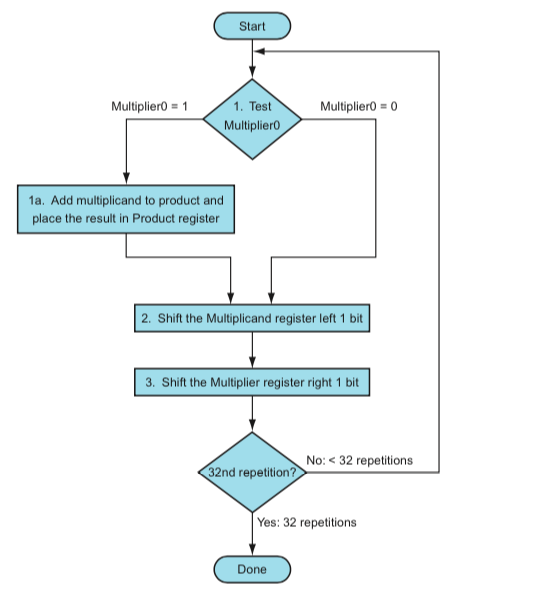 Start
Multiplier0 = 1
1. Test
Multiplier0
Multiplier0 = 0
1a. Add multiplicand to product and
place the result in Product register
2. Shift the Multiplicand register left 1 bit
3. Shift the Multiplier register right 1 bit
32nd repetition?
No: < 32 repetitions
Yes: 32 repetitions
Done